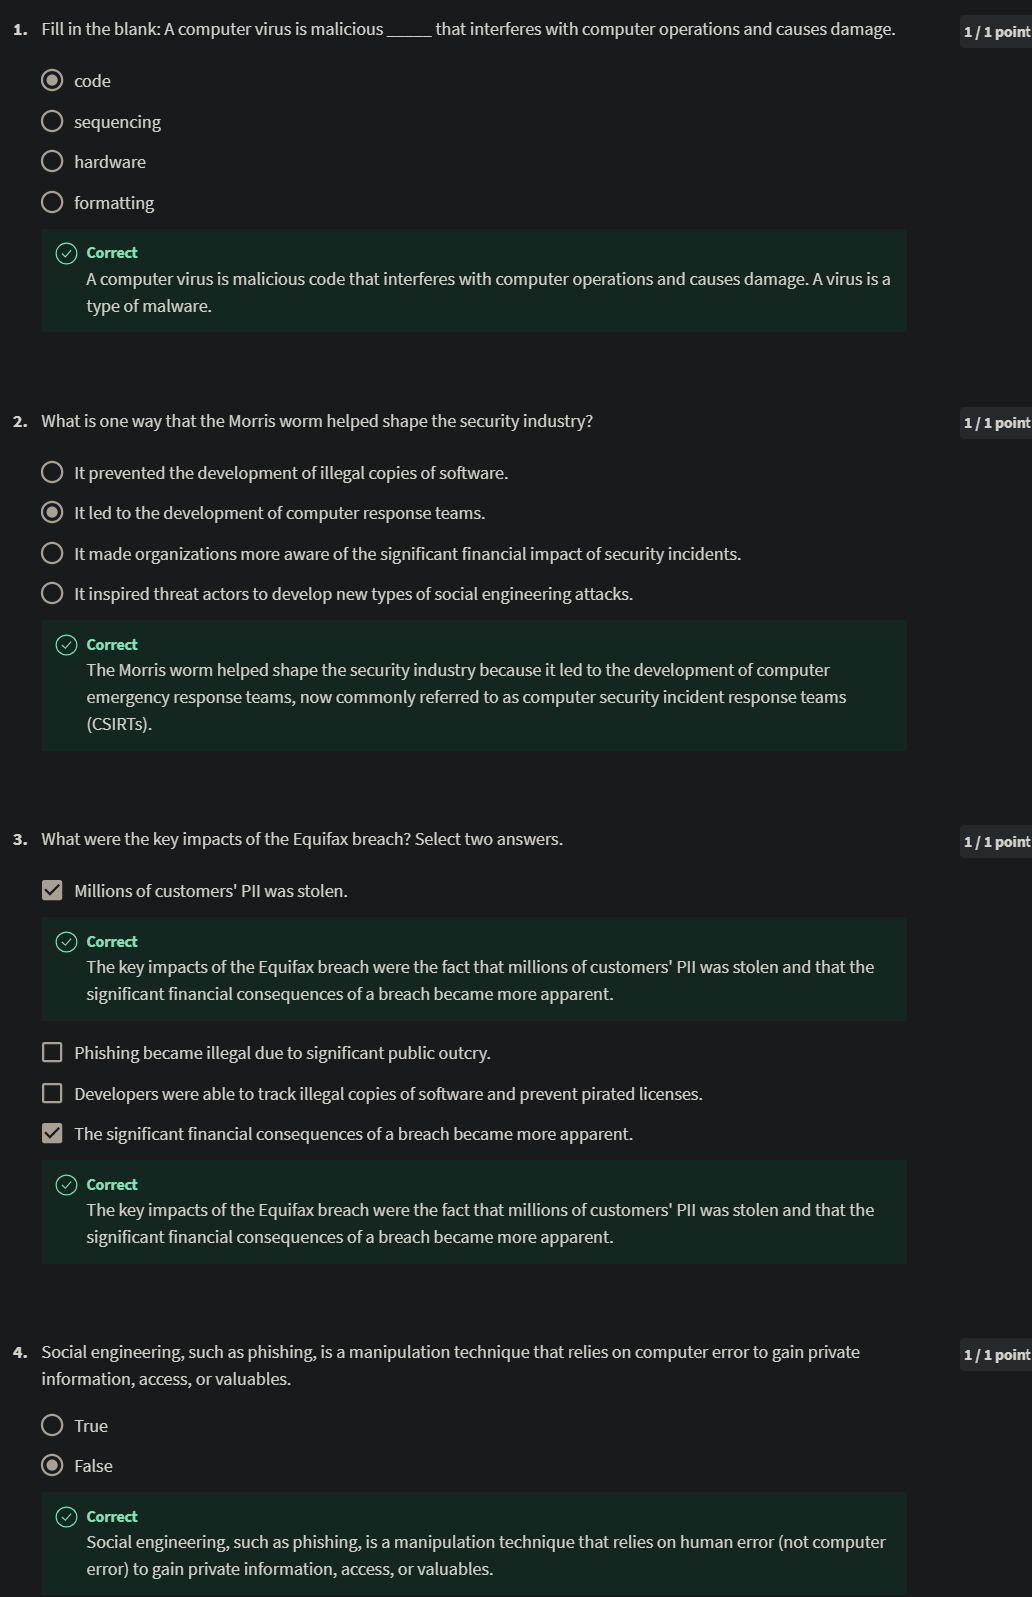 1. Fill in the blank: A computer virus is malicious _____ that interferes with computer operations and causes damage.
1 / 1 point
code
sequencing
hardware
formatting
Correct
A computer virus is malicious code that interferes with computer operations and causes damage. A virus is a
type of malware.
2. What is one way that the Morris worm helped shape the security industry?
1 / 1 point
It prevented the development of illegal copies of software.
It led to the development of computer response teams.
It made organizations more aware of the significant financial impact of security incidents.
It inspired threat actors to develop new types of social engineering attacks.
Correct
The Morris worm helped shape the security industry because it led to the development of computer
emergency response teams, now commonly referred to as computer security incident response teams
(CSIRTs).
3. What were the key impacts of the Equifax breach? Select two answers.
1 / 1 point
Millions of customers' PII was stolen.
Correct
The key impacts of the Equifax breach were the fact that millions of customers' PII was stolen and that the
significant financial consequences of a breach became more apparent.
Phishing became illegal due to significant public outcry.
Developers were able to track illegal copies of software and prevent pirated licenses.
The significant financial consequences of a breach became more apparent.
Correct
The key impacts of the Equifax breach were the fact that millions of customers' PII was stolen and that the
significant financial consequences of a breach became more apparent.
4. Social engineering, such as phishing, is a manipulation technique that relies on computer error to gain private
information, access, or valuables.
1 / 1 point
True
False
Correct
Social engineering, such as phishing, is a manipulation technique that relies on human error (not computer
error) to gain private information, access, or valuables.